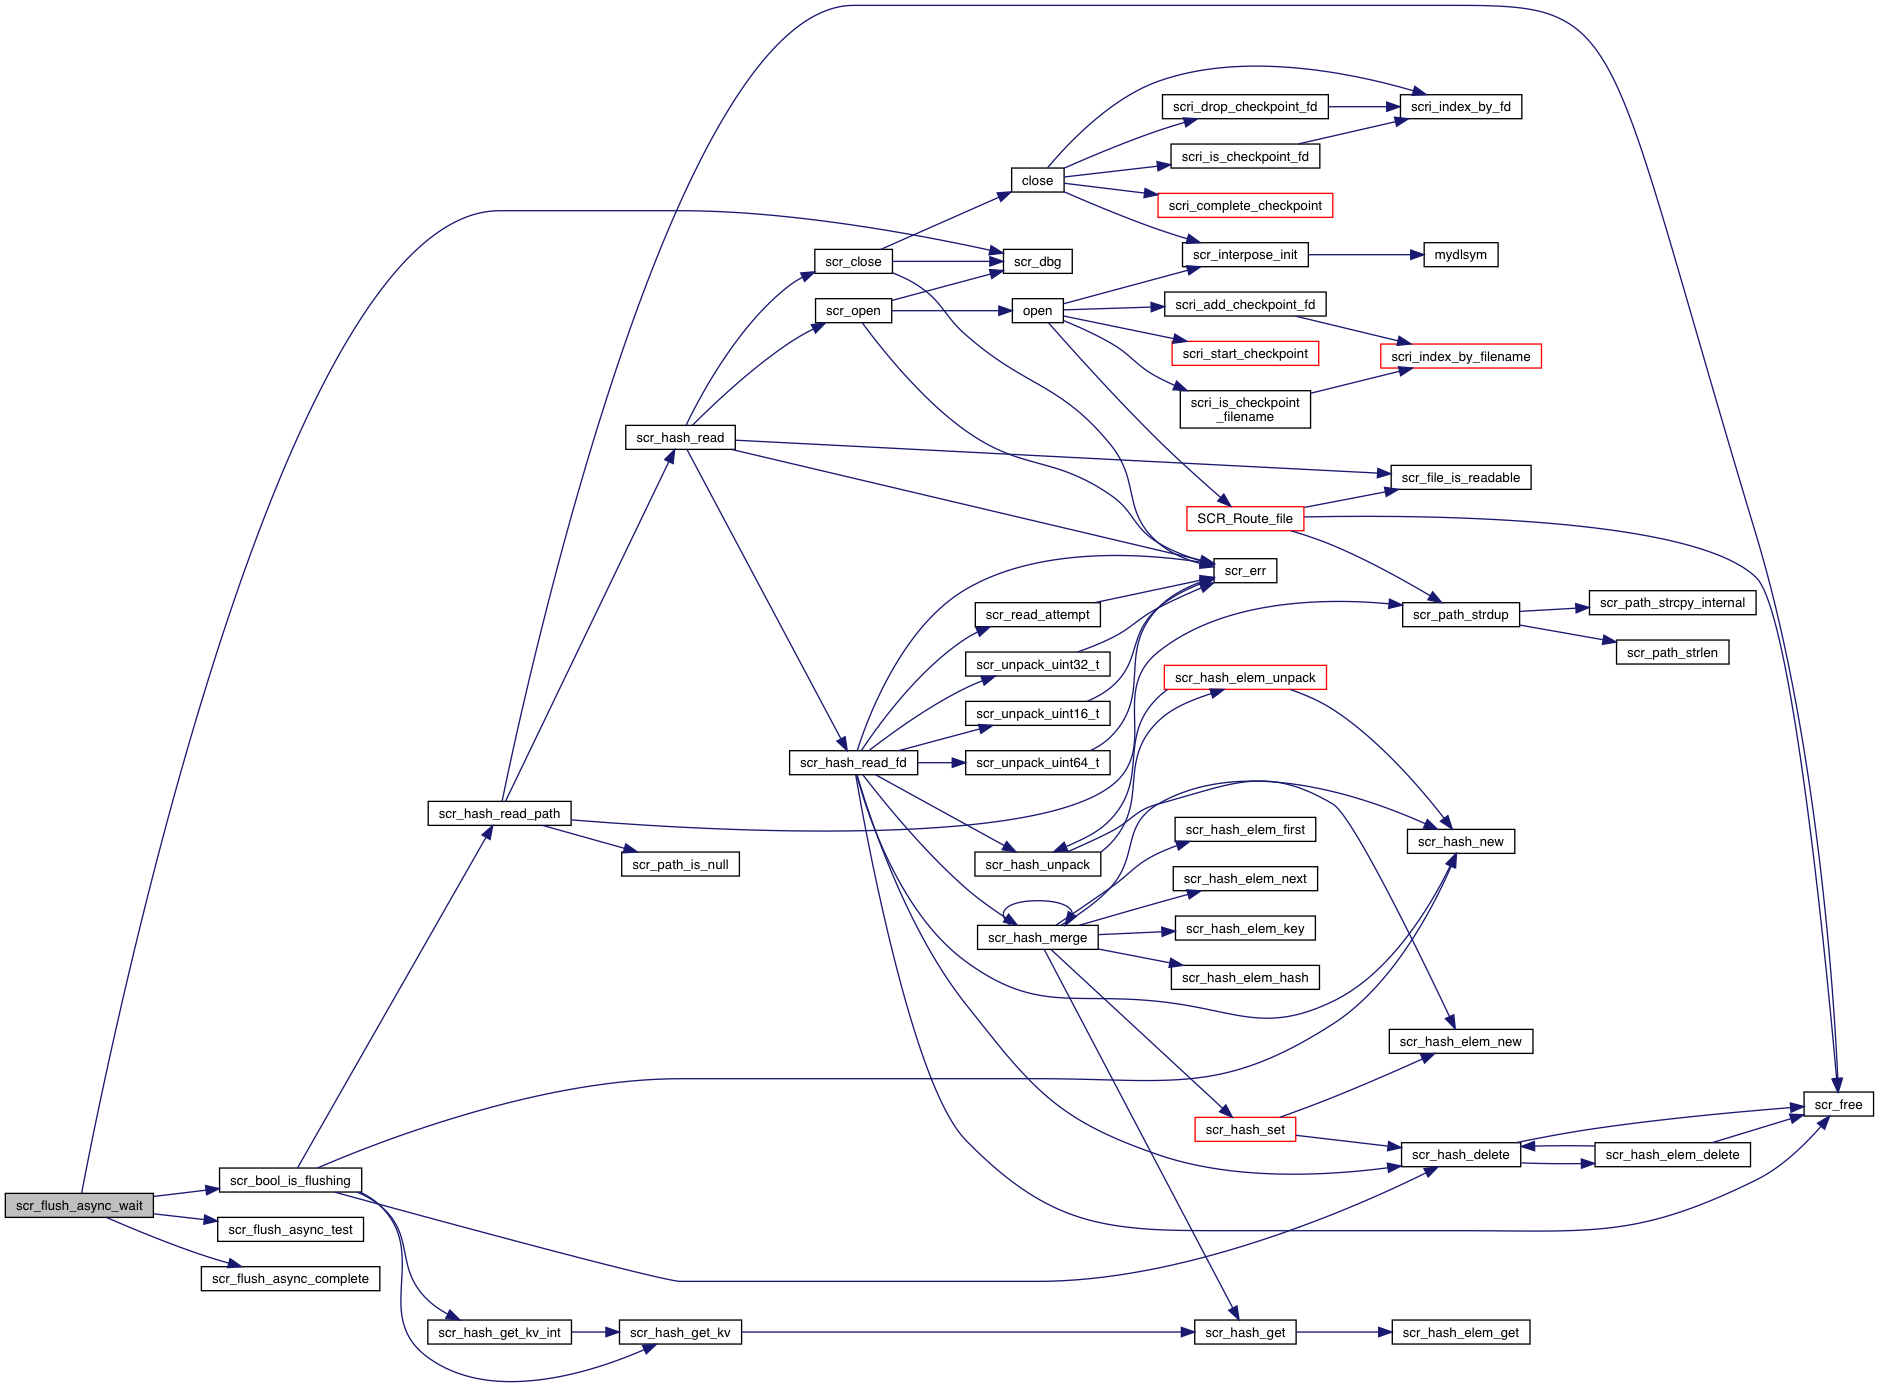 scri_drop_checkpoint_fd
scri_index_by_fd
scri_is_checkpoint_fd
close
scri_complete_checkpoint
scr_interpose_init
mydlsym
scr_close
scr_dbg
scr_open
open
scri_add_checkpoint_fd
scri_start_checkpoint
scri_index_by_filename
scri_is_checkpoint
_filename
scr_hash_read
scr_file_is_readable
SCR_Route_file
scr_err
scr_read_attempt
scr_path_strdup
scr_path_strcpy_internal
scr_path_strlen
scr_unpack_uint32_t
scr_hash_elem_unpack
scr_unpack_uint16_t
scr_hash_read_fd
scr_unpack_uint64_t
scr_hash_read_path
scr_hash_elem_first
scr_hash_new
scr_path_is_null
scr_hash_unpack
scr_hash_elem_next
scr_hash_merge
scr_hash_elem_key
scr_hash_elem_hash
scr_hash_elem_new
scr_free
scr_hash_set
scr_hash_delete
scr_hash_elem_delete
scr_bool_is_flushing
scr_flush_async_wait
scr_flush_async_test
scr_flush_async_complete
scr_hash_get_kv_int
scr_hash_get_kv
scr_hash_get
scr_hash_elem_get